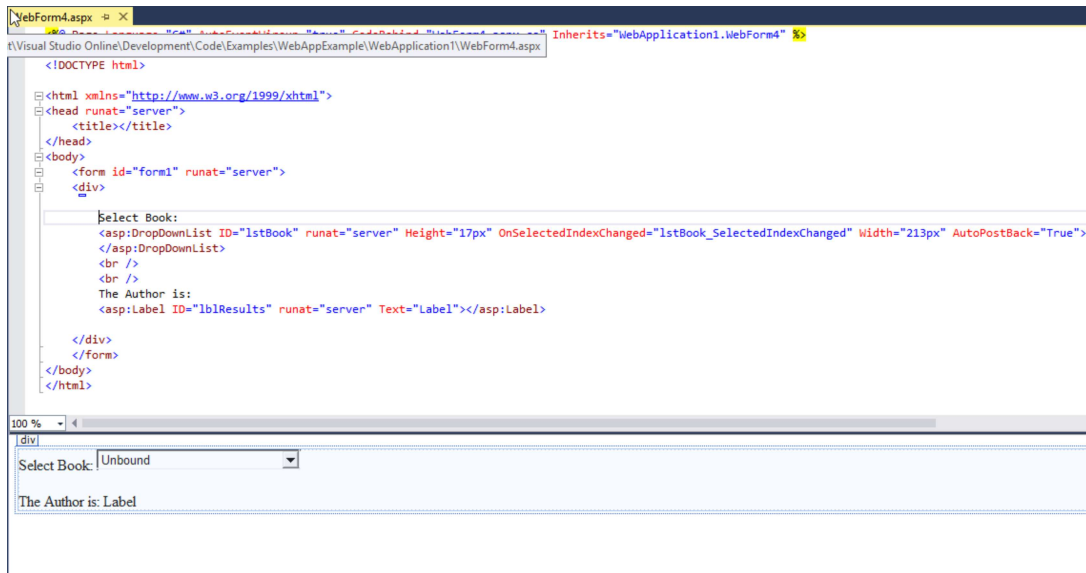 WebForm4.aspx
Inherits="WebApplication1.WebForm4" %>
t\Visual Studio Online\Development\Code\Examples\WebAppExample\WebApplication1\WebForm4.aspx
<!DOCTYPE html>
<html xmlns="http://www.w3.org/1999/xhtml">
<head runat="server">
<title></title>
</head>
<body>
<form id="form1" runat="server">
<div>
Select Book:
<asp:DropDownList ID="lstBook" runat="server" Height="17px" OnSelectedIndexChanged="lstBook_SelectedIndexChanged" Width="213px" AutoPostBack="True">
</asp:DropDownList>
<br />
<br />
The Author is:
<asp:Label ID="lblResults" runat="server" Text="Label"></asp:Label>
</div>
</form>
</body>
</html>
100 %
div
Select Book: Unbound
The Author is: Label